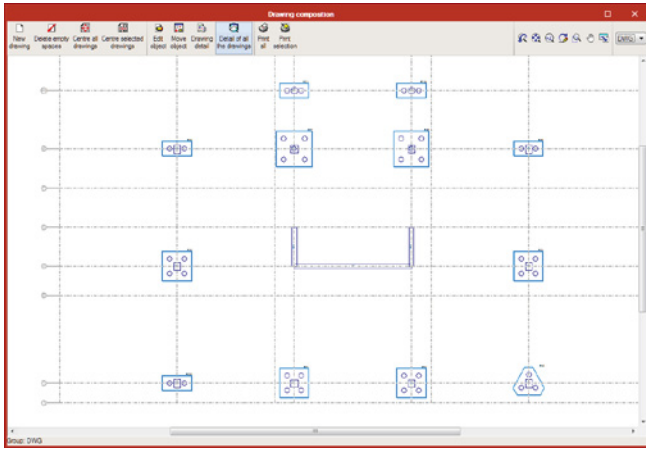 Drawing composition
New drawing
Delete empty spaces
Centre all drawings
Centre selected drawings
Edit object
Move object
Drawing detail
Detail of all the drawings
Print all
Print selection
DWG
Group: DWG